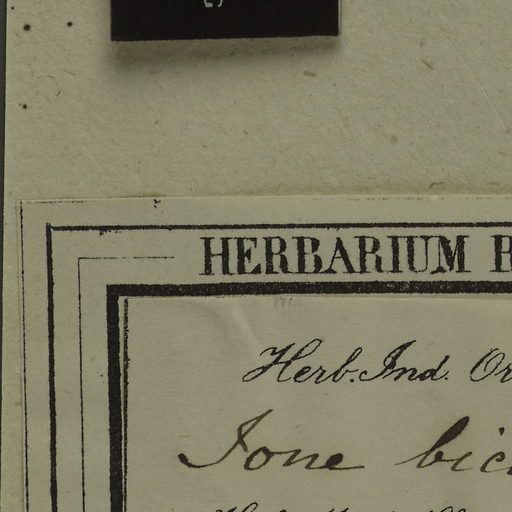 HERBARIUM R
Herb. Ind. Or
Ione bic